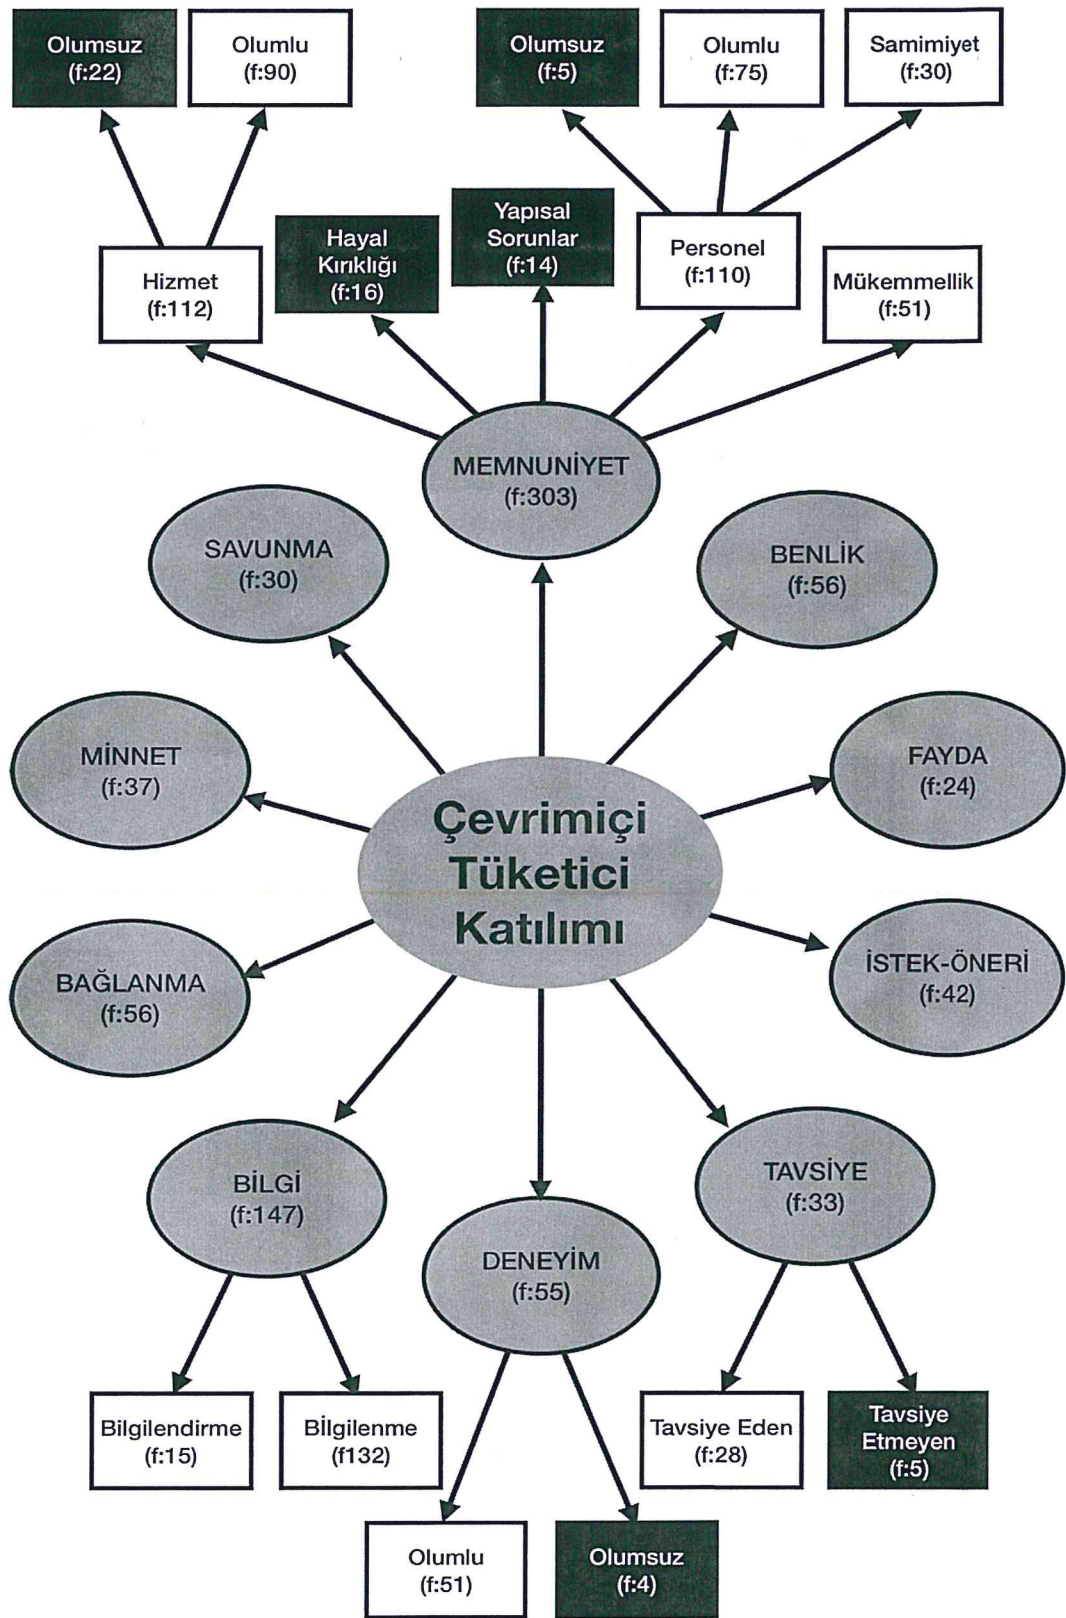 Olumsuz
(f:22)
Olumlu
(f:90)
Olumsuz
(f:5)
Olumlu
(f:75)
Samimiyet
(f:30)
Hizmet
(f:112)
Hayal
Kırıklığı
(f:16)
Yapısal
Sorunlar
(f:14)
Personel
(f:110)
Mükemmellik
(f:51)
MEMNUNİYET
(f:303)
SAVUNMA
(f:30)
BENLİK
(f:56)
MİNNET
(f:37)
FAYDA
(f:24)
Çevrimiçi
Tüketici
Katılımı
BAĞLANMA
(f:56)
İSTEK-ÖNERİ
(f:42)
BİLGİ
(f:147)
DENEYİM
(f:55)
TAVSİYE
(f:33)
Bilgilendirme
(f:15)
Bİlgilenme
(f132)
Tavsiye Eden
(f:28)
Tavsiye
Etmeyen
(f:5)
Olumlu
(f:51)
Olumsuz
(f:4)